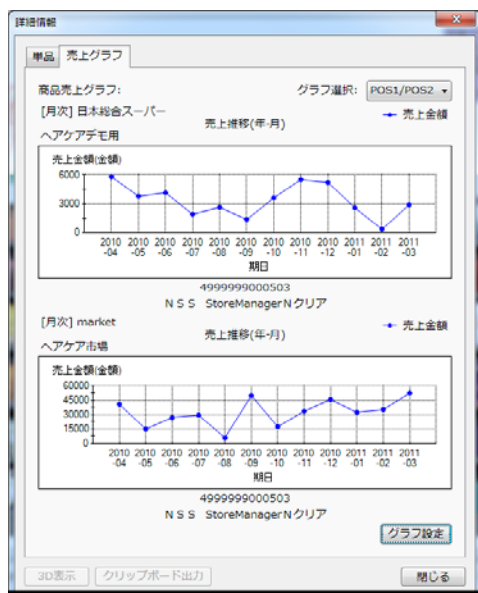 詳細情報
単品 売上グラフ
商品売上グラフ: グラフ選択: POS1/POS2
[月次] 日本総合スーパー 売上金額
売上推移(年-月)
ヘアケアデモ用
売上金額(金額)
6000
3000
0
2010 2010 2010 2010 2010 2010 2010 2010 2010 2011 2011 2011
-04 -05 -06 -07 -08 -09 -10 -11 -12 -01 -02 -03
期日
4999999000503
NSS StoreManagerNクリア
[月次] market 売上金額
売上推移(年-月)
ヘアケア市場
売上金額(金額)
60000
45000
30000
15000
0
2010 2010 2010 2010 2010 2010 2010 2010 2010 2011 2011 2011
-04 -05 -06 -07 -08 -09 -10 -11 -12 -01 -02 -03
期日
4999999000503
NSS StoreManagerNクリア
グラフ設定
3D表示 クリップボード出力 閉じる